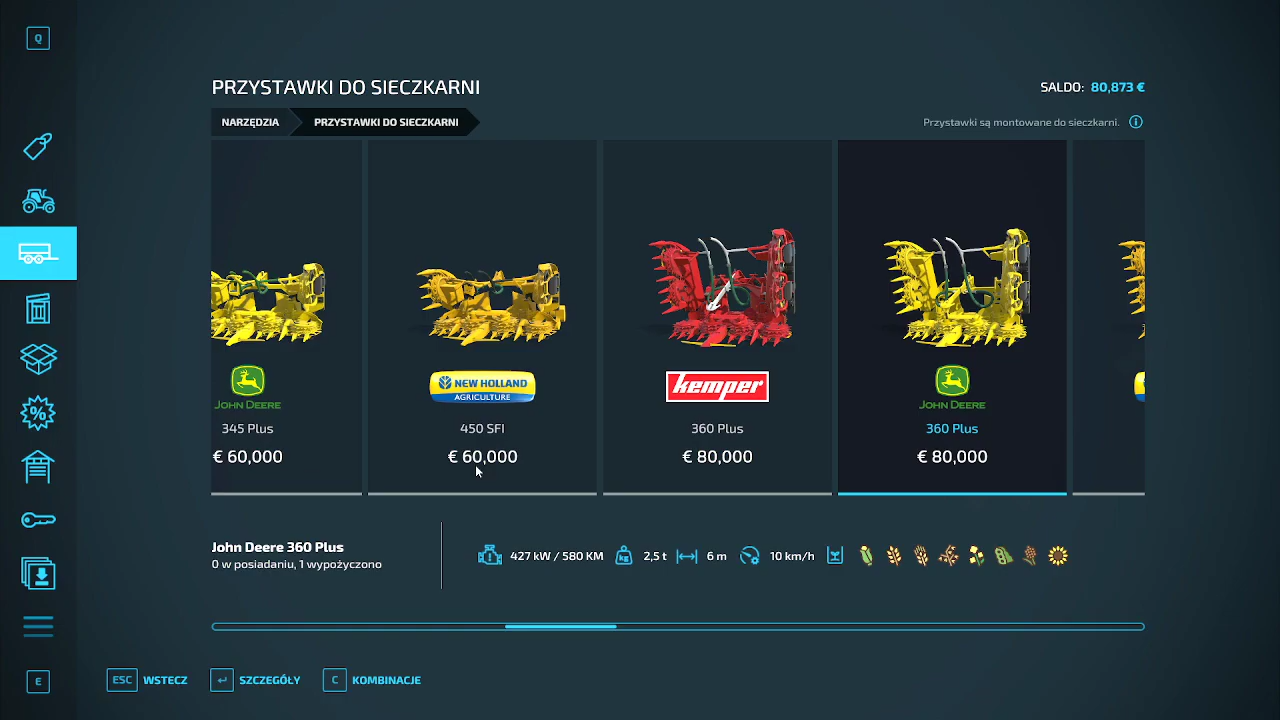 Q
PRZYSTAWKI DO SIECZKARNI
SALDO: 80,873 €
NARZĘDZIA
PRZYSTAWKI DO SIECZKARNI
Przystawki są montowane do sieczkarni.
JOHN DEERE
345 Plus
€ 60,000
NEW HOLLAND
AGRICULTURE
450 SFI
€ 60,000
kemper
360 Plus
€ 80,000
JOHN DEERE
360 Plus
€ 80,000
John Deere 360 Plus
0 w posiadaniu, 1 wypożyczono
427 kW / 580 KM
2,5 t
6 m
10 km/h
E
ESC WSTECZ
↵ SZCZEGÓŁY
C KOMBINACJE